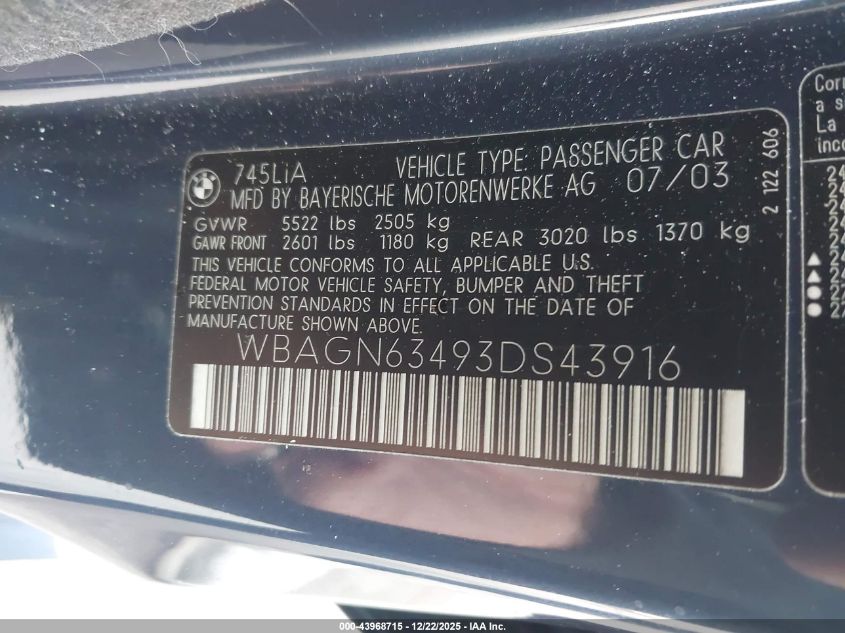 745LiA VEHICLE TYPE: PASSENGER CAR
MFD BY BAYERISCHE MOTORENWERKE AG 07/03
GVWR 5522 lbs 2505 kg
GAWR FRONT 2601 lbs 1180 kg REAR 3020 lbs 1370 kg
THIS VEHICLE CONFORMS TO ALL APPLICABLE U.S.
FEDERAL MOTOR VEHICLE SAFETY, BUMPER AND THEFT
PREVENTION STANDARDS IN EFFECT ON THE DATE OF
MANUFACTURE SHOWN ABOVE.
WBAGN63493DS43916
2 122 606
BMW
La
000-43968715 - 12/22/2025 - IAA Inc.